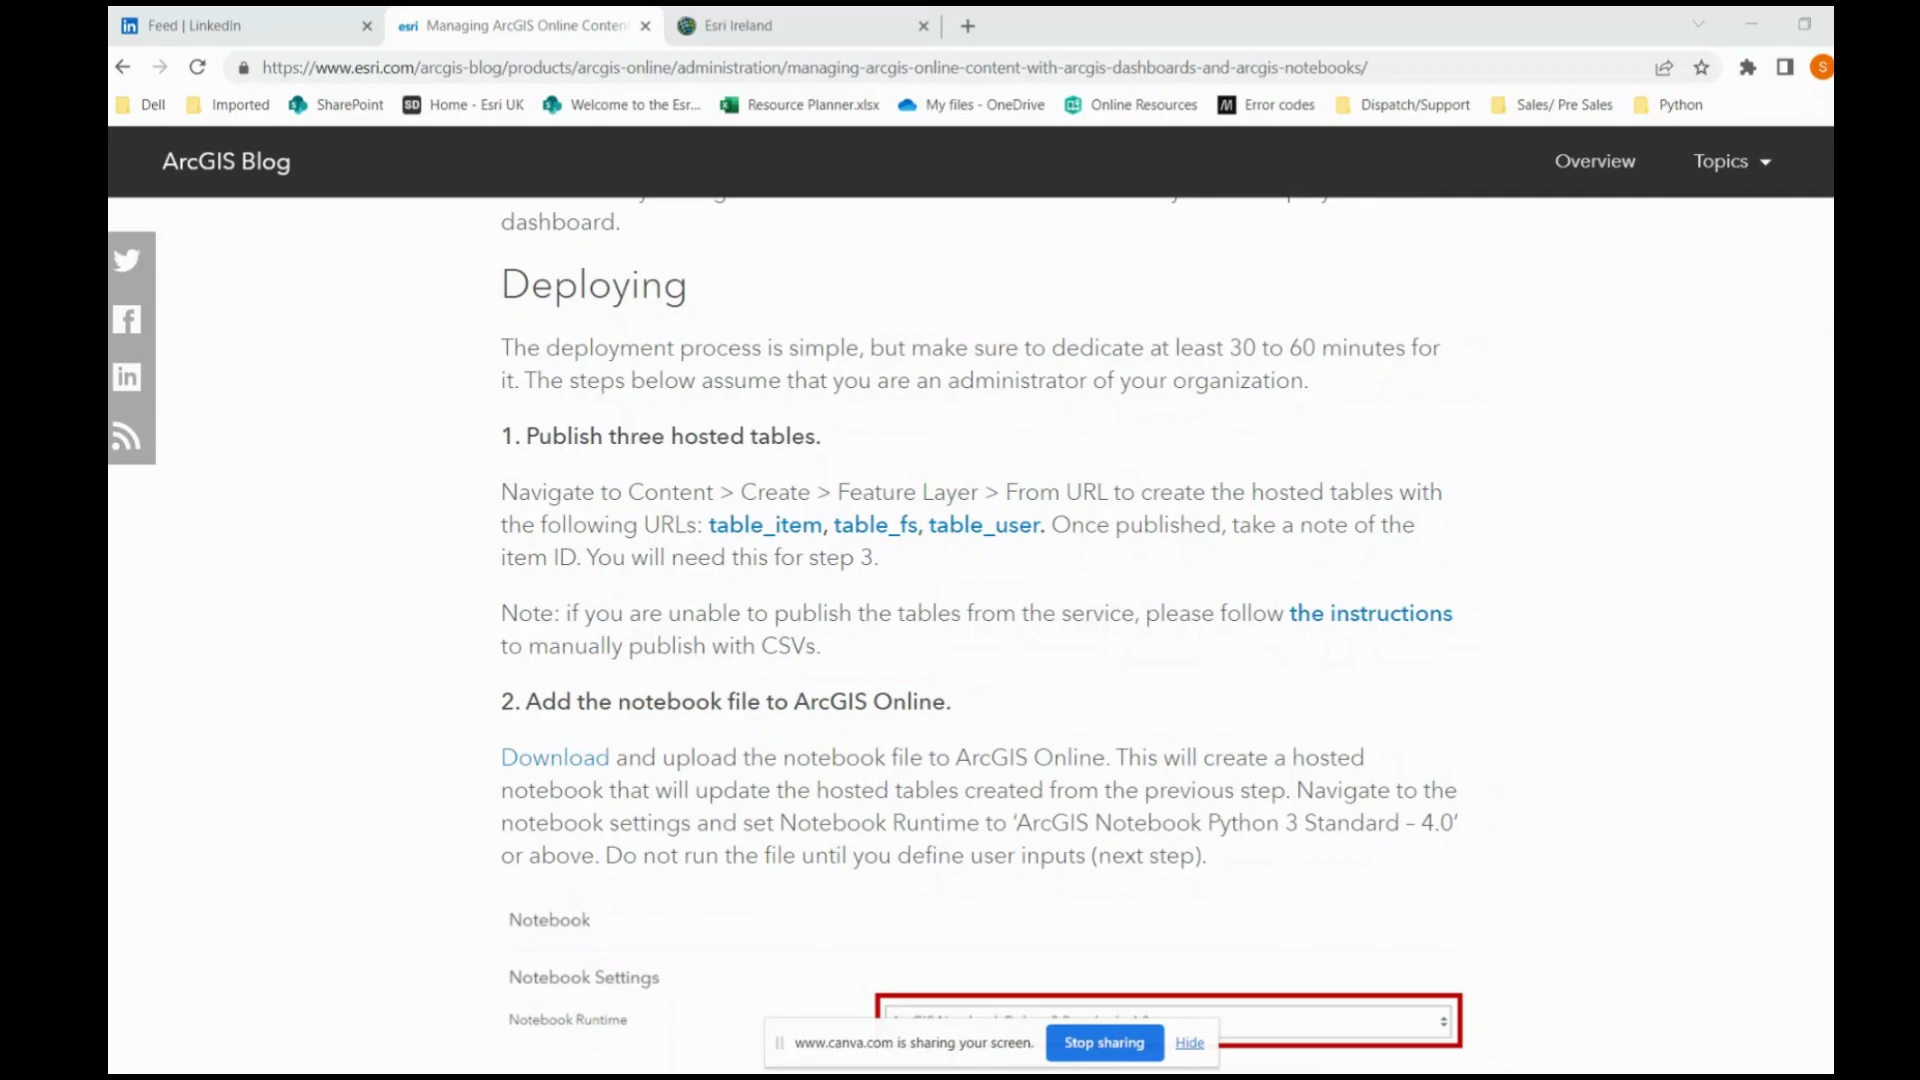 Feed | LinkedIn
esri Managing ArcGIS Online Conten
Esri Ireland
https://www.esri.com/arcgis-blog/products/arcgis-online/administration/managing-arcgis-online-content-with-arcgis-dashboards-and-arcgis-notebooks/
S
Dell
Imported
SharePoint
SD Home - Esri UK
Welcome to the Esr...
Resource Planner.xlsx
My files - OneDrive
Online Resources
M Error codes
Dispatch/Support
Sales/ Pre Sales
Python
ArcGIS Blog
Overview
Topics
dashboard.
Deploying
The deployment process is simple, but make sure to dedicate at least 30 to 60 minutes for
it. The steps below assume that you are an administrator of your organization.
1. Publish three hosted tables.
Navigate to Content > Create > Feature Layer > From URL to create the hosted tables with
the following URLs: table_item, table_fs, table_user. Once published, take a note of the
item ID. You will need this for step 3.
Note: if you are unable to publish the tables from the service, please follow the instructions
to manually publish with CSVs.
2. Add the notebook file to ArcGIS Online.
Download and upload the notebook file to ArcGIS Online. This will create a hosted
notebook that will update the hosted tables created from the previous step. Navigate to the
notebook settings and set Notebook Runtime to ‘ArcGIS Notebook Python 3 Standard – 4.0’
or above. Do not run the file until you define user inputs (next step).
Notebook
Notebook Settings
Notebook Runtime
www.canva.com is sharing your screen.
Stop sharing
Hide